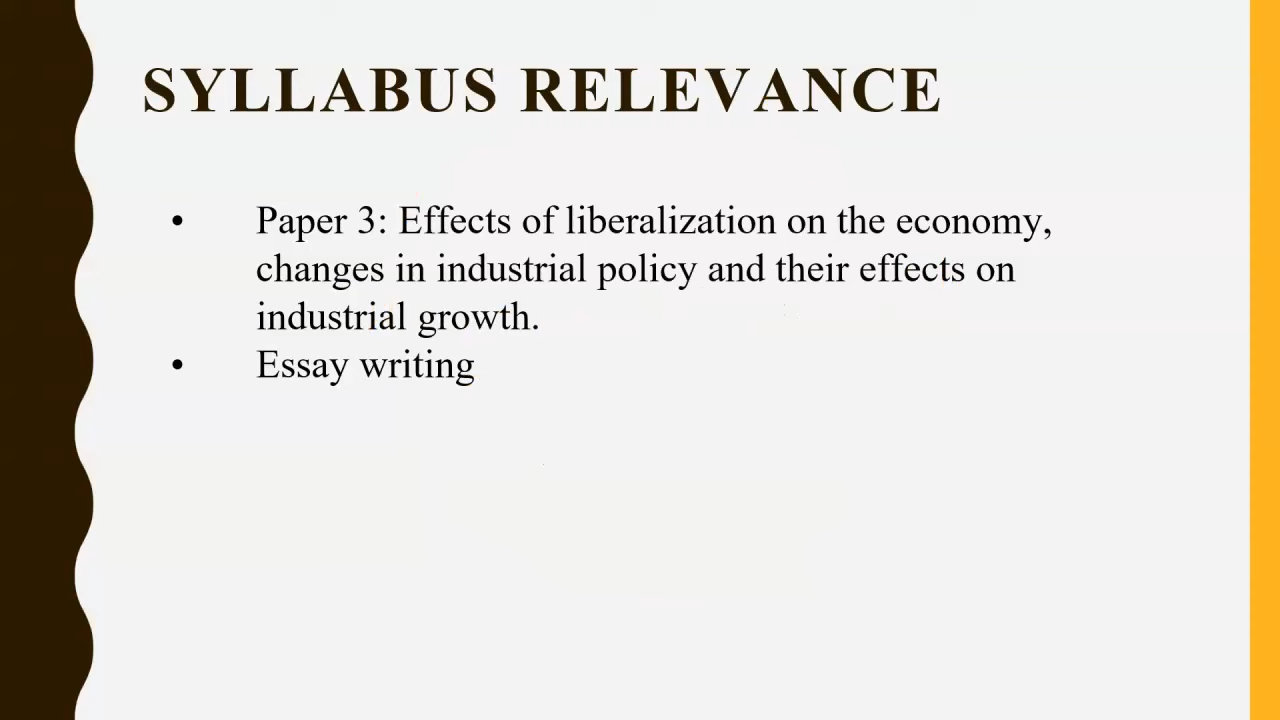 SYLLABUS RELEVANCE
• Paper 3: Effects of liberalization on the economy,
changes in industrial policy and their effects on
industrial growth.
• Essay writing